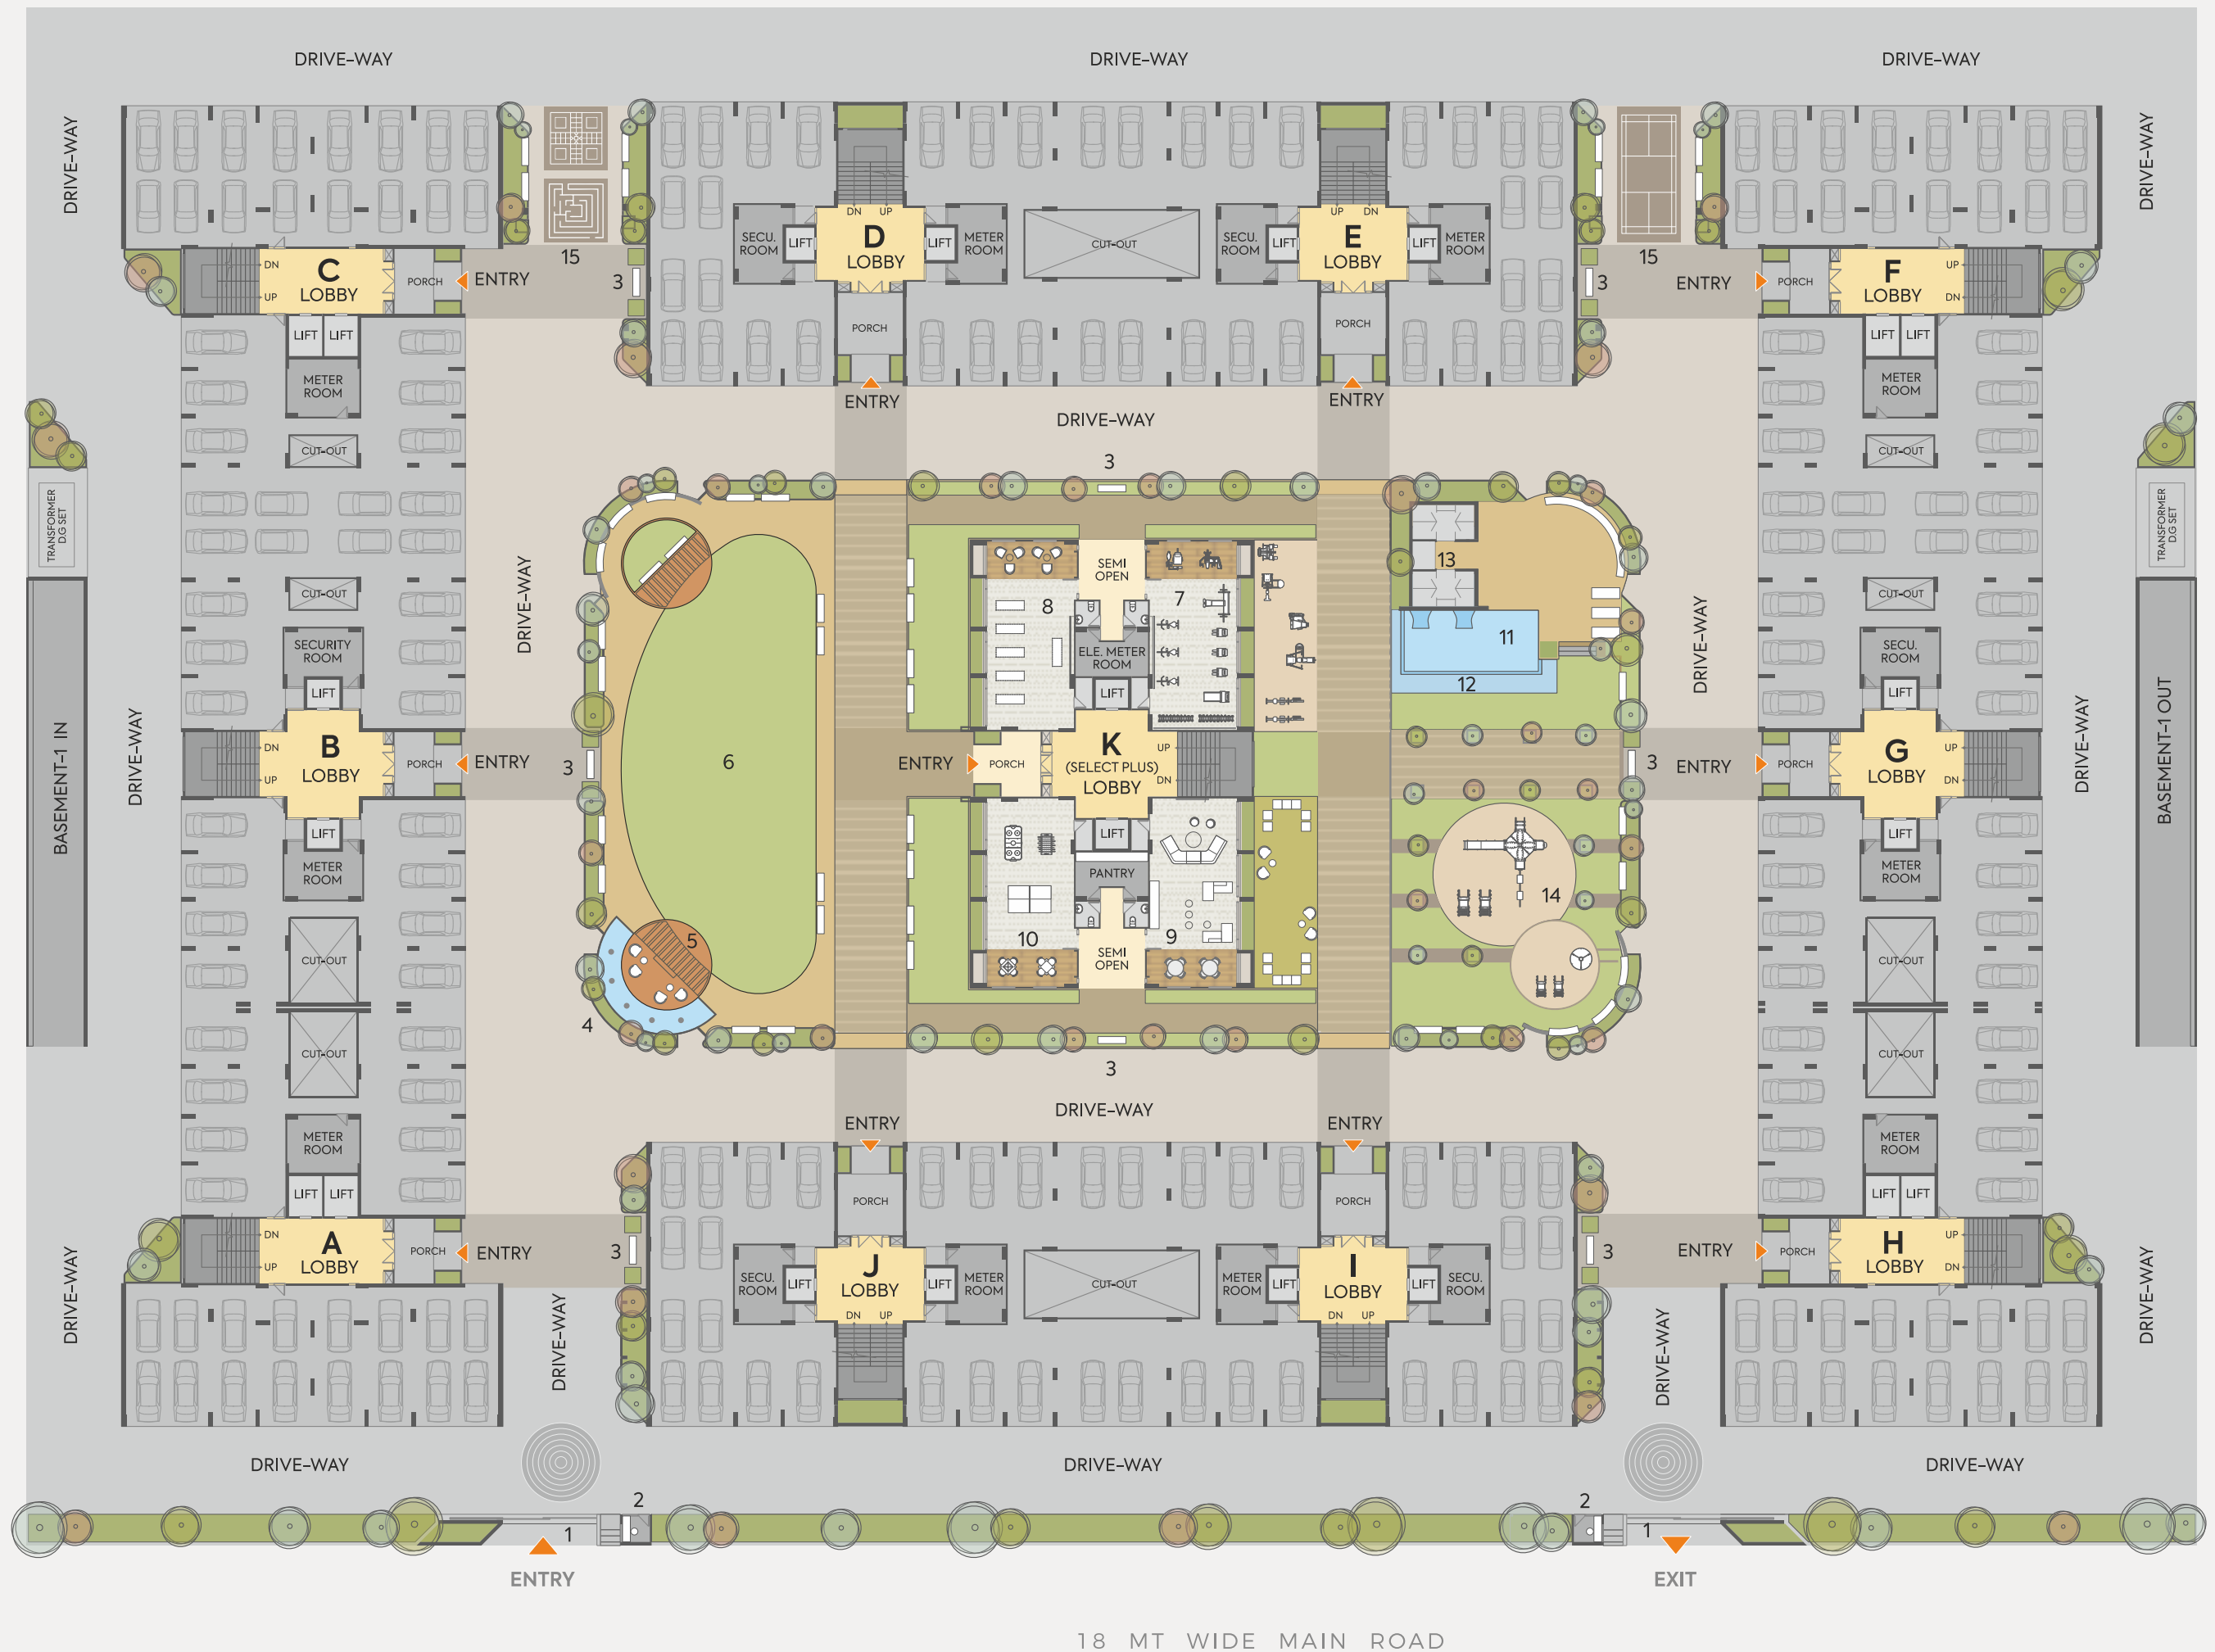 DRIVE-WAY
DRIVE-WAY
DRIVE-WAY
DRIVE-WAY
DRIVE-WAY
15
15
C
LOBBY
DN
UP
PORCH
ENTRY
3
LIFT
LIFT
METER
ROOM
CUT-OUT
DN
UP
SECU.
ROOM
LIFT
D
LOBBY
LIFT
METER
ROOM
PORCH
ENTRY
CUT-OUT
UP
DN
SECU.
ROOM
LIFT
E
LOBBY
LIFT
METER
ROOM
PORCH
ENTRY
3
ENTRY
PORCH
F
LOBBY
UP
DN
LIFT
LIFT
METER
ROOM
CUT-OUT
DRIVE-WAY
3
TRANSFORMER
D.G SET
TRANSFORMER
D.G SET
BASEMENT-1 IN
DRIVE-WAY
CUT-OUT
SECURITY
ROOM
LIFT
DN
UP
B
LOBBY
PORCH
ENTRY
3
LIFT
METER
ROOM
CUT-OUT
CUT-OUT
METER
ROOM
LIFT
LIFT
DRIVE-WAY
6
5
4
SEMI
OPEN
8
7
ELE. METER
ROOM
LIFT
ENTRY
PORCH
K
(SELECT PLUS)
LOBBY
UP
DN
LIFT
PANTRY
10
9
SEMI
OPEN
13
11
12
14
3
DRIVE-WAY
3
ENTRY
DRIVE-WAY
CUT-OUT
SECU.
ROOM
LIFT
PORCH
G
LOBBY
UP
DN
LIFT
METER
ROOM
CUT-OUT
CUT-OUT
METER
ROOM
LIFT
LIFT
DRIVE-WAY
BASEMENT-1 OUT
DRIVE-WAY
DRIVE-WAY
DN
UP
A
LOBBY
PORCH
ENTRY
3
DRIVE-WAY
ENTRY
PORCH
SECU.
ROOM
LIFT
J
LOBBY
DN
UP
LIFT
METER
ROOM
CUT-OUT
ENTRY
PORCH
METER
ROOM
LIFT
I
LOBBY
DN
UP
LIFT
SECU.
ROOM
3
ENTRY
PORCH
H
LOBBY
UP
DN
DRIVE-WAY
DRIVE-WAY
DRIVE-WAY
DRIVE-WAY
DRIVE-WAY
2
1
2
1
ENTRY
EXIT
18 MT WIDE MAIN ROAD